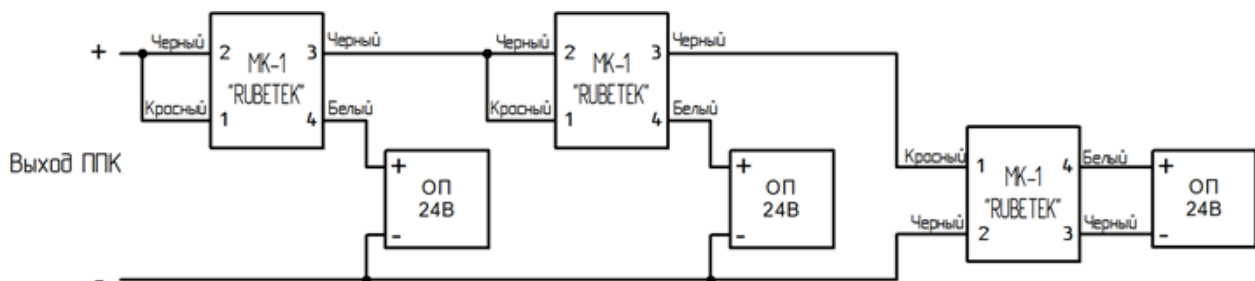 + Черный 2 3 Черный Черный 2 3 Черный
МК-1 МК-1
"RUBETEK" "RUBETEK"
Красный 1 4 Белый Красный 1 4 Белый
Выход ППК
+ ОП 24В -
+ ОП 24В -
Красный 1 4 Белый + ОП
МК-1 24В
"RUBETEK"
Черный 2 3 Черный -
-